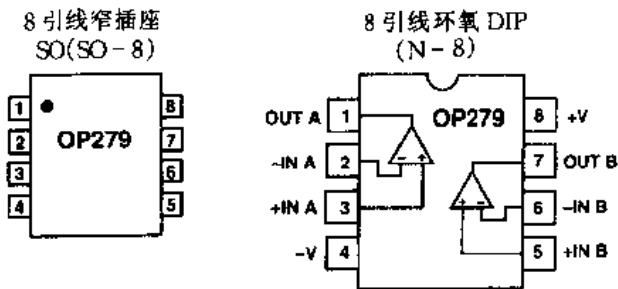 8 引线窄插座
SO(SO-8)
1
2
3
4
OP279
8
7
6
5
8 引线环氧 DIP
(N-8)
OUT A 1
-IN A 2
+IN A 3
-V 4
OP279
8 +V
7 OUT B
6 -IN B
5 +IN B
- +
+ -